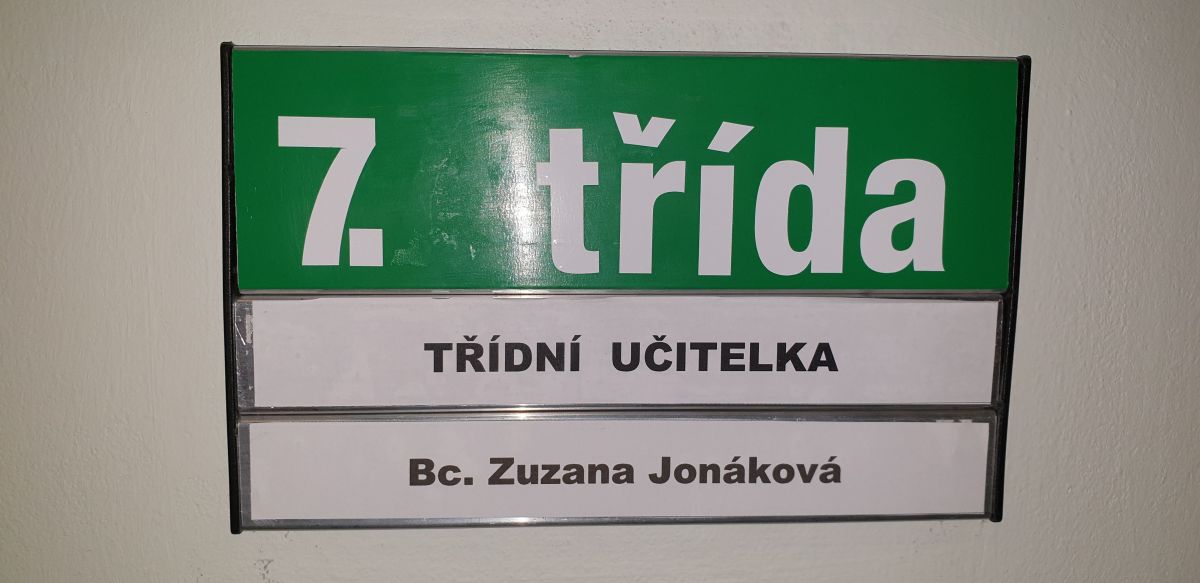 7. třída
TŘÍDNÍ UČITELKA
Bc. Zuzana Jonáková